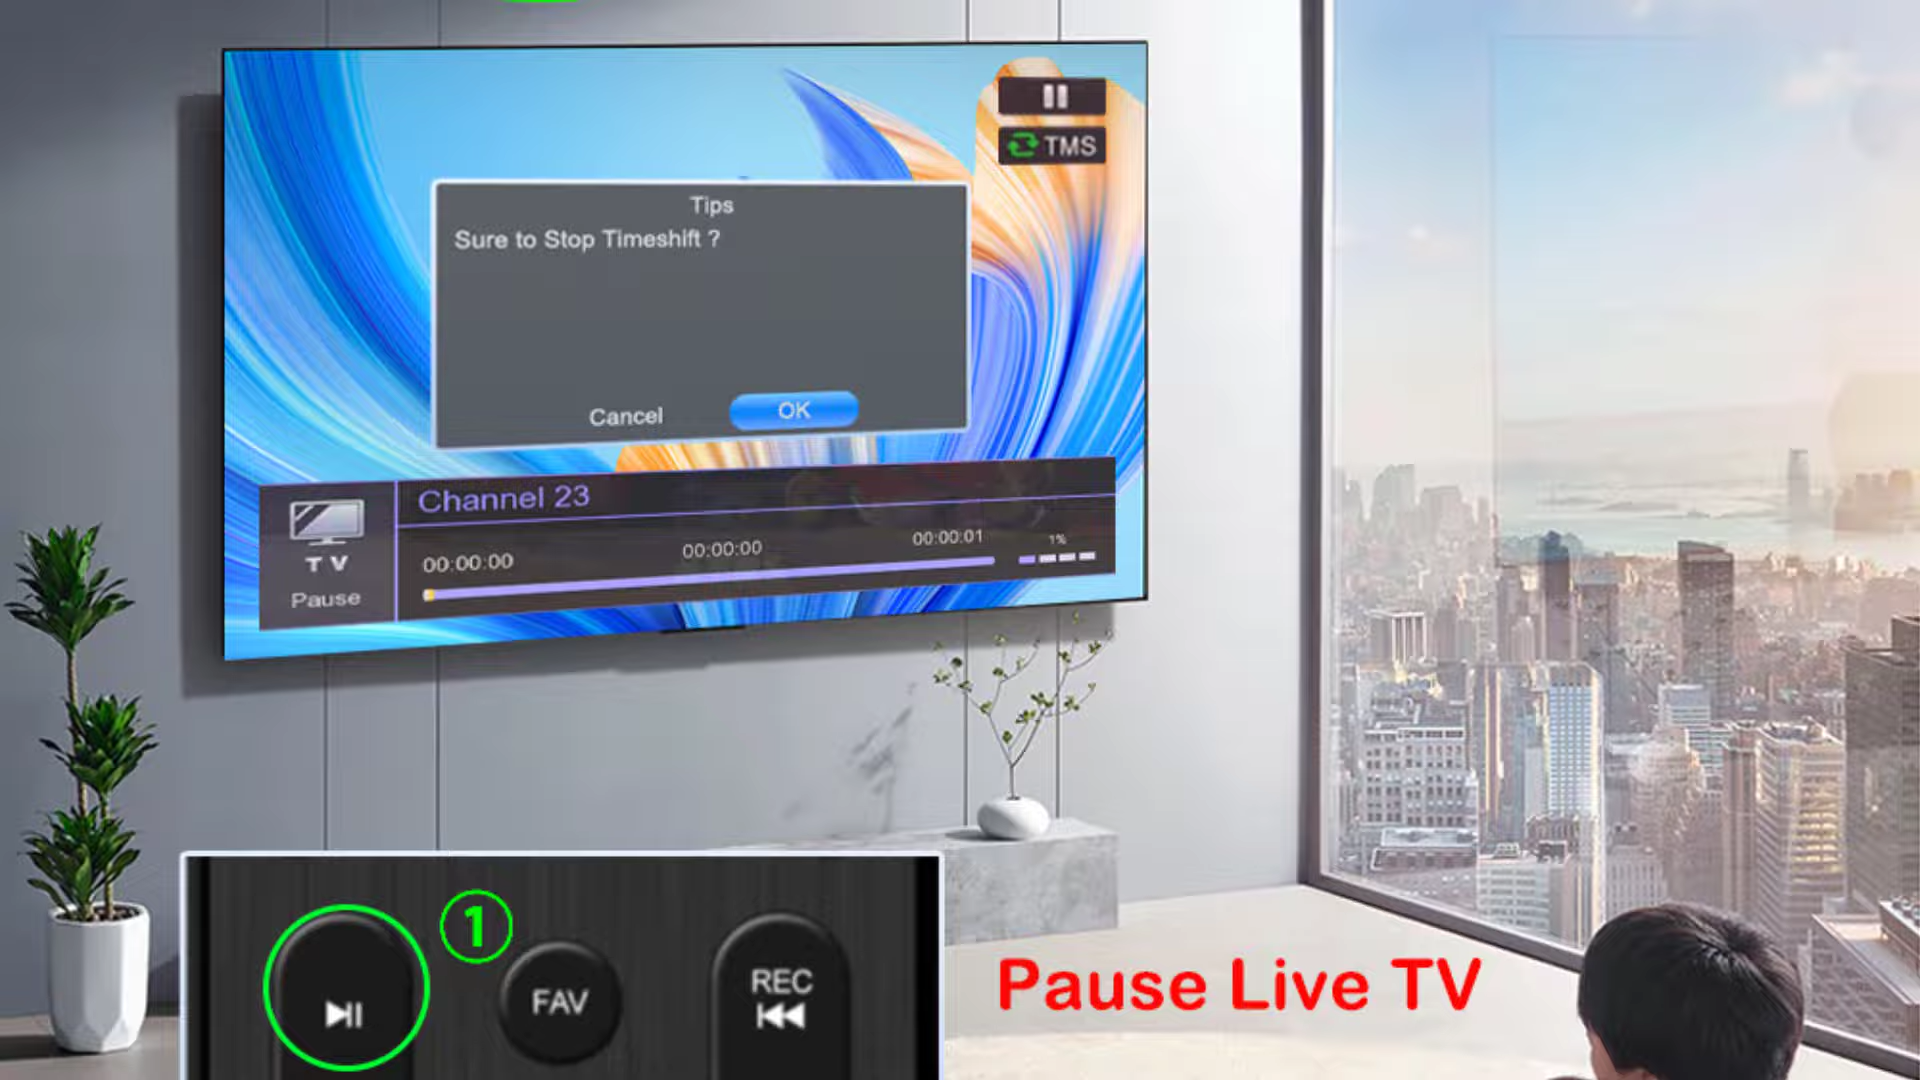 TMS
Tips
Sure to Stop Timeshift ?
Cancel
OK
Channel 23
00:00:00
00:00:00
00:00:01
1%
TV
Pause
1
FAV
REC
Pause Live TV